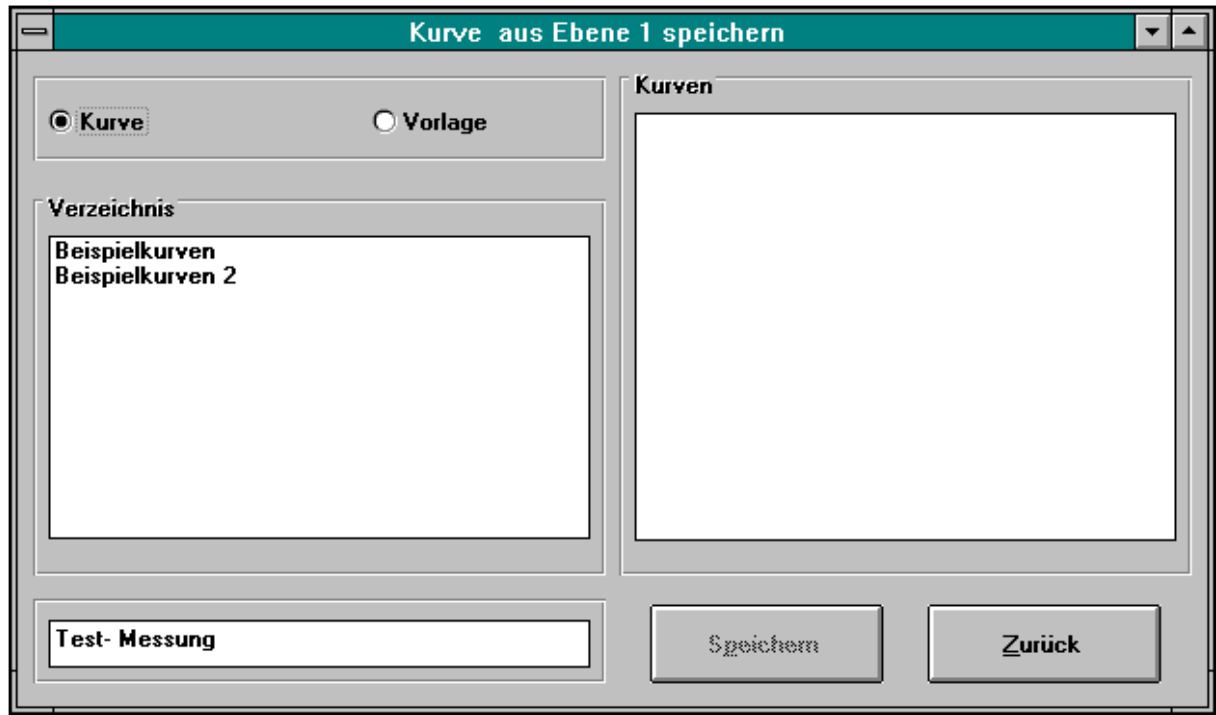 Kurve aus Ebene 1 speichern
Kurve
Vorlage
Verzeichnis
Beispielkurven
Beispielkurven 2
Test- Messung
Kurven
Speichern
Zurück